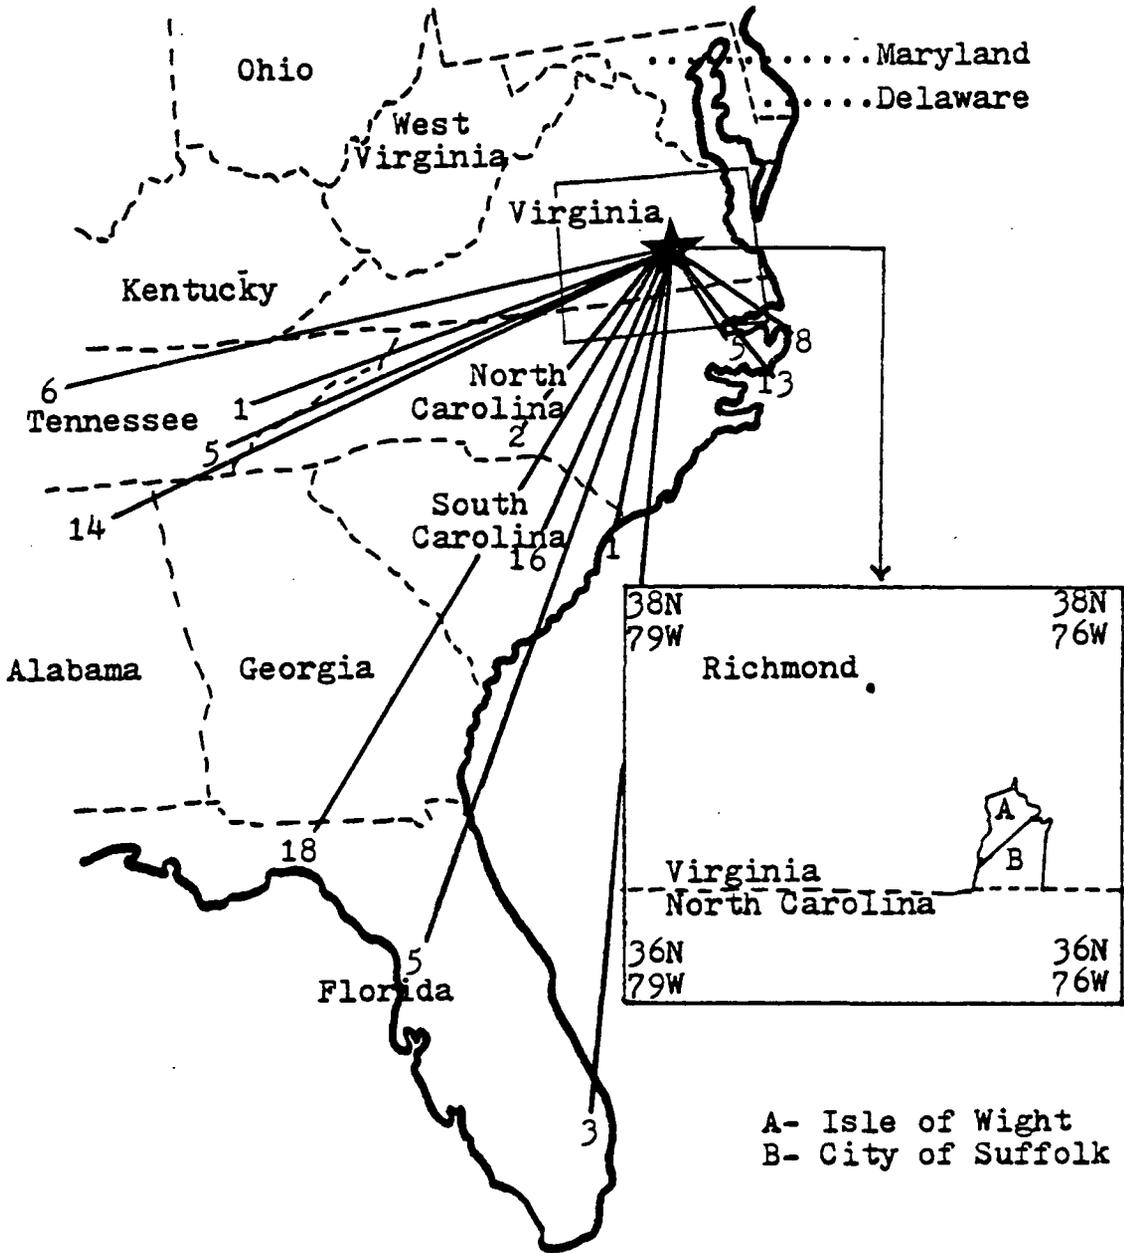 Ohio
Maryland
Delaware
West
Virginia
Virginia
Kentucky
8
5
13
6
Tennessee
1
North
Carolina
2
5
14
South
Carolina
16
1
38N
79W
38N
76W
Richmond
Alabama
Georgia
A
B
18
Virginia
North Carolina
5
Florida
36N
79W
36N
76W
3
A- Isle of Wight
B- City of Suffolk